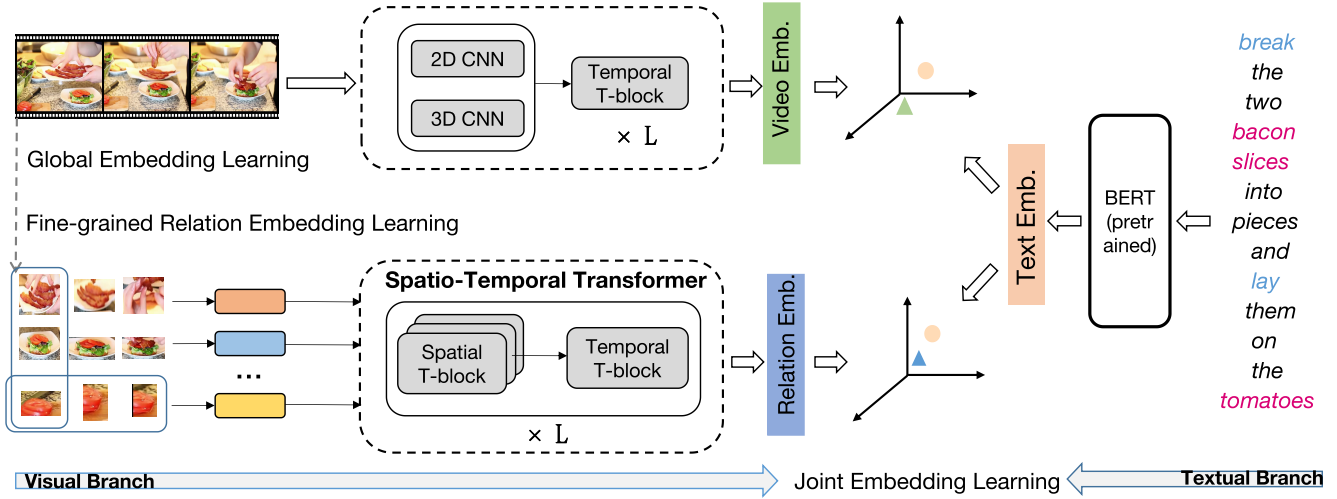 2D CNN
3D CNN
Temporal
T-block
× L
Video Emb.
Global Embedding Learning
Fine-grained Relation Embedding Learning
Spatio-Temporal Transformer
Spatial
T-block
Temporal
T-block
× L
...
Relation Emb.
Text Emb.
BERT
(pretr
ained)
break
the
two
bacon
slices
into
pieces
and
lay
them
on
the
tomatoes
Visual Branch
Joint Embedding Learning
Textual Branch